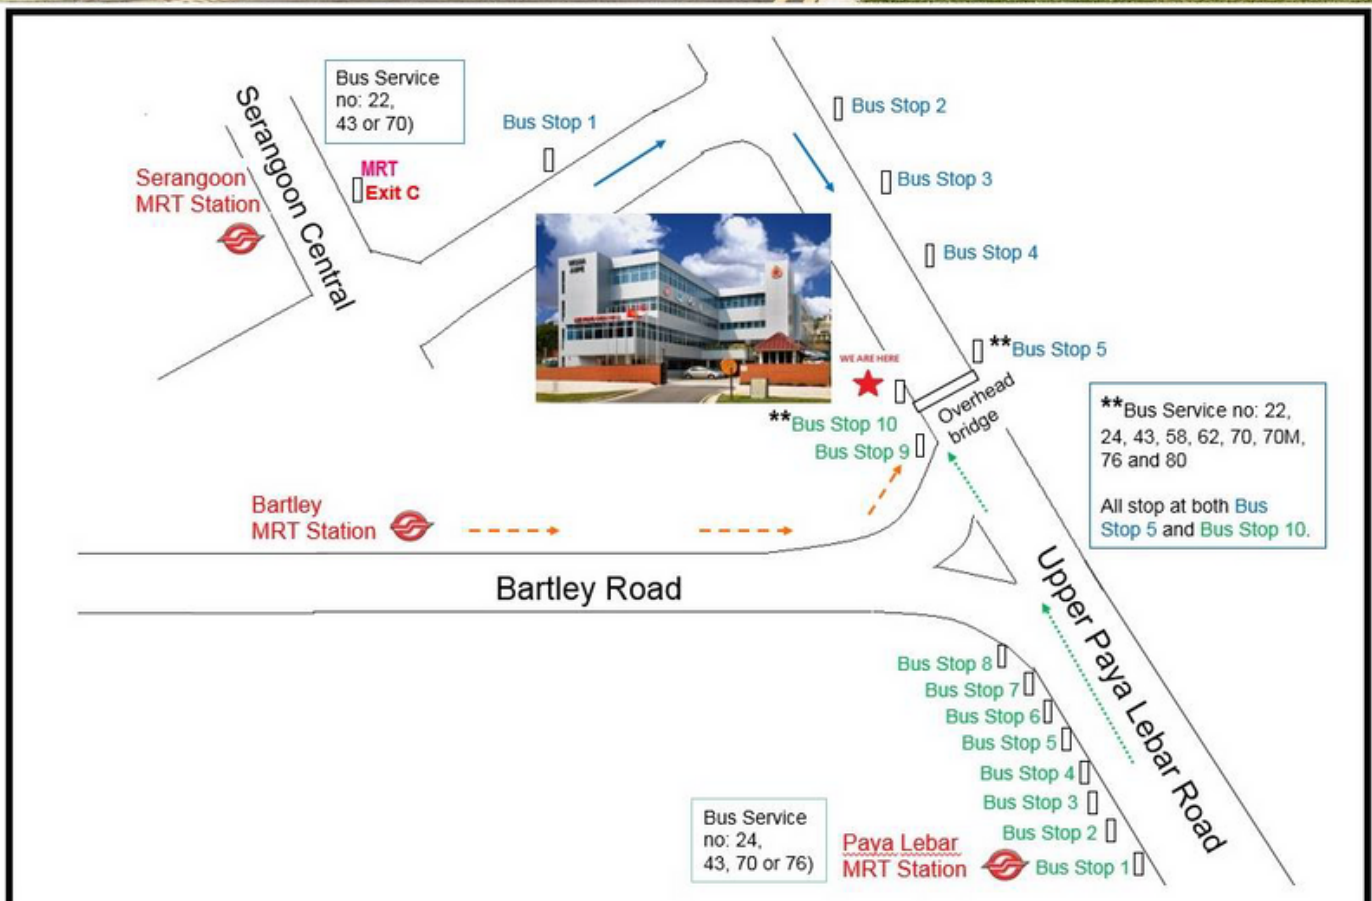 Bus Service
no: 22,
43 or 70)
Serangoon Central
Bus Stop 1
Bus Stop 2
MRT
Exit C
Serangoon
MRT Station
Bus Stop 3
Bus Stop 4
**Bus Stop 5
WE ARE HERE
Overhead
bridge
**Bus Stop 10
Bus Stop 9
**Bus Service no: 22,
24, 43, 58, 62, 70, 70M,
76 and 80
All stop at both Bus
Stop 5 and Bus Stop 10.
Bartley
MRT Station
Bartley Road
Upper Paya Lebar Road
Bus Stop 8
Bus Stop 7
Bus Stop 6
Bus Stop 5
Bus Stop 4
Bus Stop 3
Bus Stop 2
Bus Stop 1
Bus Service
no: 24,
43, 70 or 76)
Paya Lebar
MRT Station